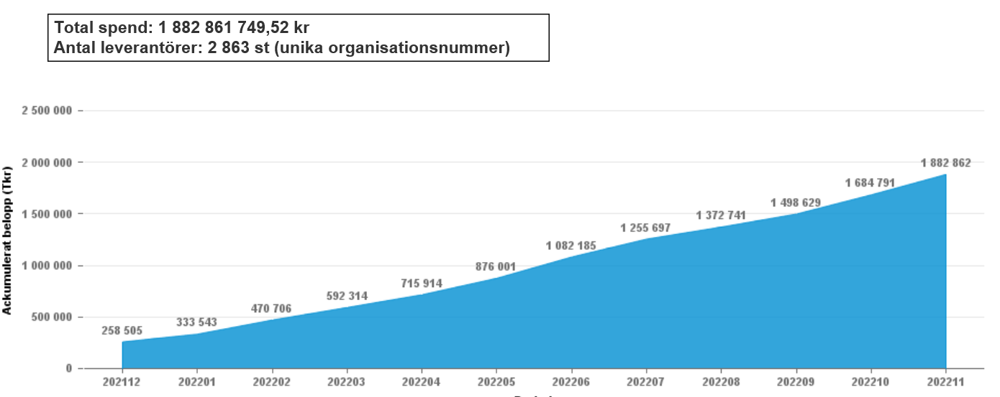 Total spend: 1 882 861 749,52 kr
Antal leverantörer: 2 863 st (unika organisationsnummer)
Ackumulerat belopp (Tkr)
2 500 000
2 000 000
1 500 000
1 000 000
500 000
0
258 505
333 543
470 706
592 314
715 914
876 001
1 082 185
1 255 697
1 372 741
1 498 629
1 684 791
1 882 862
202112 202201 202202 202203 202204 202205 202206 202207 202208 202209 202210 202211